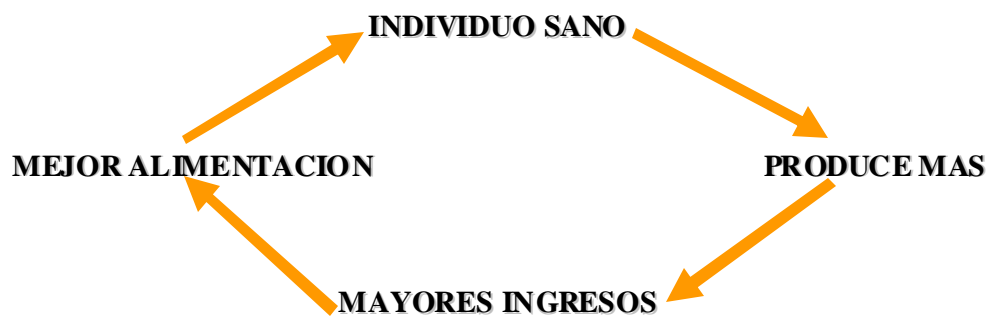 INDIVIDUO SANO
MEJOR ALIMENTACION
PRODUCE MAS
MAYORES INGRESOS